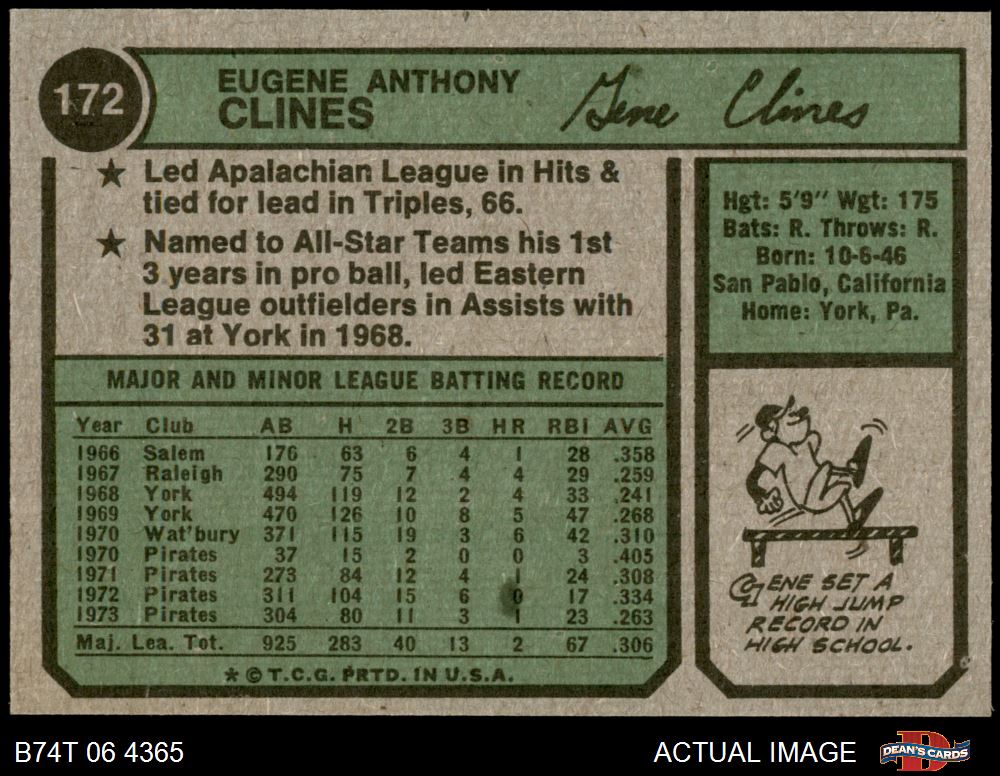 172
EUGENE ANTHONY
CLINES
Gene Clines
★ Led Apalachian League in Hits &
tied for lead in Triples, 66.
★ Named to All-Star Teams his 1st
3 years in pro ball, led Eastern
League outfielders in Assists with
31 at York in 1968.
Hgt: 5'9" Wgt: 175
Bats: R. Throws: R.
Born: 10-6-46
San Pablo, California
Home: York, Pa.
MAJOR AND MINOR LEAGUE BATTING RECORD
Year Club AB H 2B 3B HR RBI AVG
1966 Salem 176 63 6 4 1 28 .358
1967 Raleigh 290 75 7 4 4 29 .259
1968 York 494 119 12 2 4 33 .241
1969 York 470 126 10 8 5 47 .268
1970 Wat'bury 371 115 19 3 6 42 .310
1970 Pirates 37 15 2 0 0 3 .405
1971 Pirates 273 84 12 4 1 24 .308
1972 Pirates 311 104 15 6 0 17 .334
1973 Pirates 304 80 11 3 1 23 .263
Maj. Lea. Tot. 925 283 40 13 2 67 .306
* © T.C.G. PRTD. IN U.S.A.
GENE SET A
HIGH JUMP
RECORD IN
HIGH SCHOOL.
B74T 06 4365
ACTUAL IMAGE
D
DEAN'S CARDS